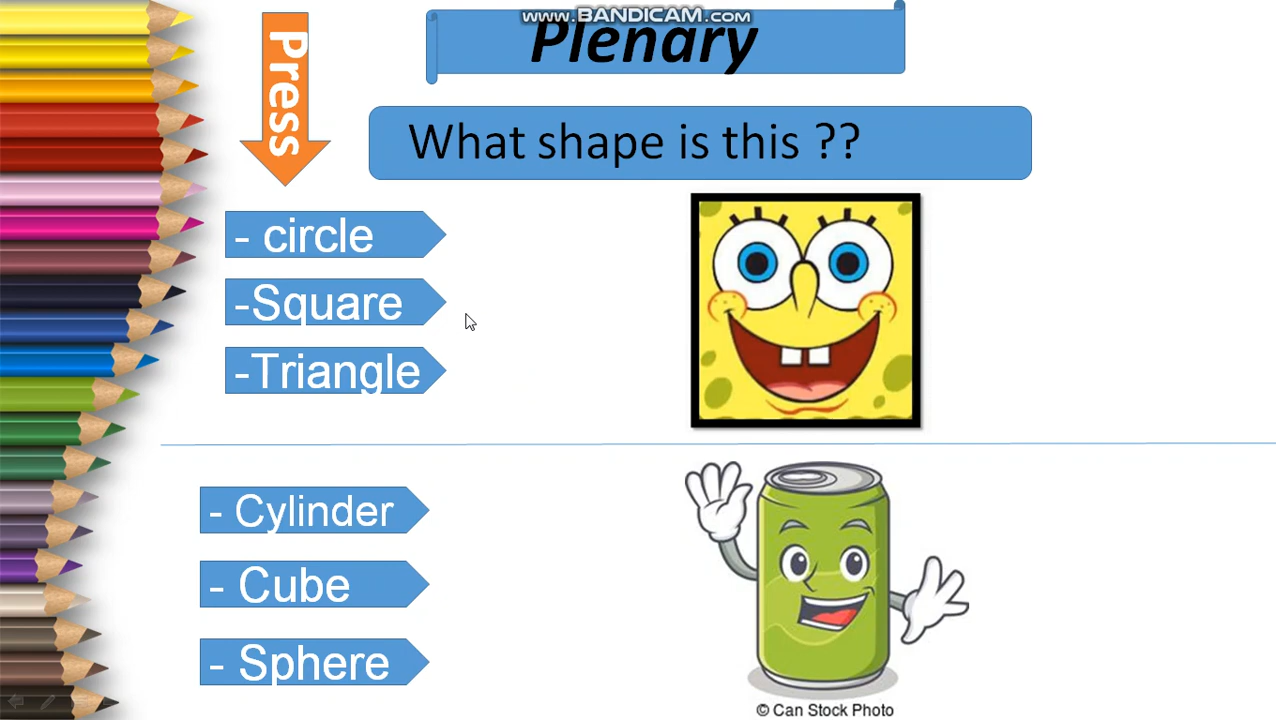 www.BANDICAM.com
Plenary
Press
What shape is this ??
- circle
-Square
-Triangle
- Cylinder
- Cube
- Sphere
© Can Stock Photo